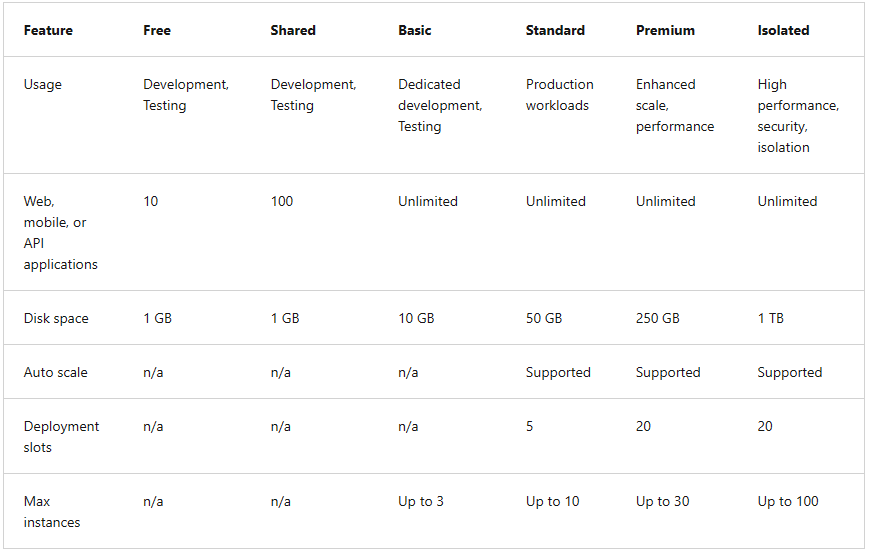 Feature Free Shared Basic Standard Premium Isolated
Usage Development, Development, Dedicated Production Enhanced High
Testing Testing development, workloads scale, performance,
Testing performance security,
isolation
Web, 10 100 Unlimited Unlimited Unlimited Unlimited
mobile, or
API
applications
Disk space 1 GB 1 GB 10 GB 50 GB 250 GB 1 TB
Auto scale n/a n/a n/a Supported Supported Supported
Deployment n/a n/a n/a 5 20 20
slots
Max n/a n/a Up to 3 Up to 10 Up to 30 Up to 100
instances